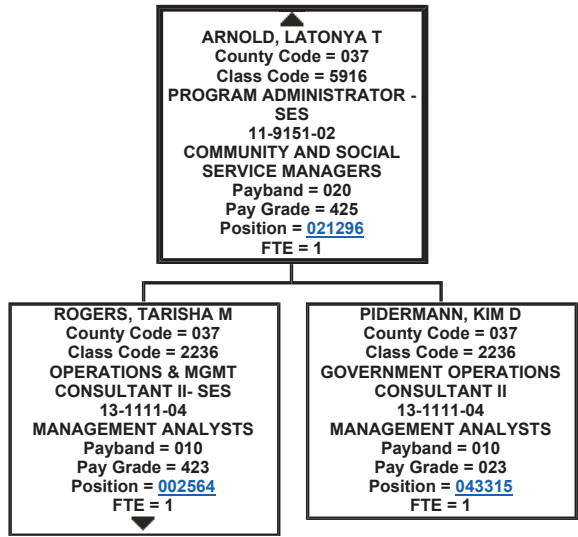 ARNOLD, LATONYA T
County Code = 037
Class Code = 5916
PROGRAM ADMINISTRATOR -
SES
11-9151-02
COMMUNITY AND SOCIAL
SERVICE MANAGERS
Payband = 020
Pay Grade = 425
Position = 021296
FTE = 1
ROGERS, TARISHA M
County Code = 037
Class Code = 2236
OPERATIONS & MGMT
CONSULTANT II- SES
13-1111-04
MANAGEMENT ANALYSTS
Payband = 010
Pay Grade = 423
Position = 002564
FTE = 1
PIDERMANN, KIM D
County Code = 037
Class Code = 2236
GOVERNMENT OPERATIONS
CONSULTANT II
13-1111-04
MANAGEMENT ANALYSTS
Payband = 010
Pay Grade = 023
Position = 043315
FTE = 1